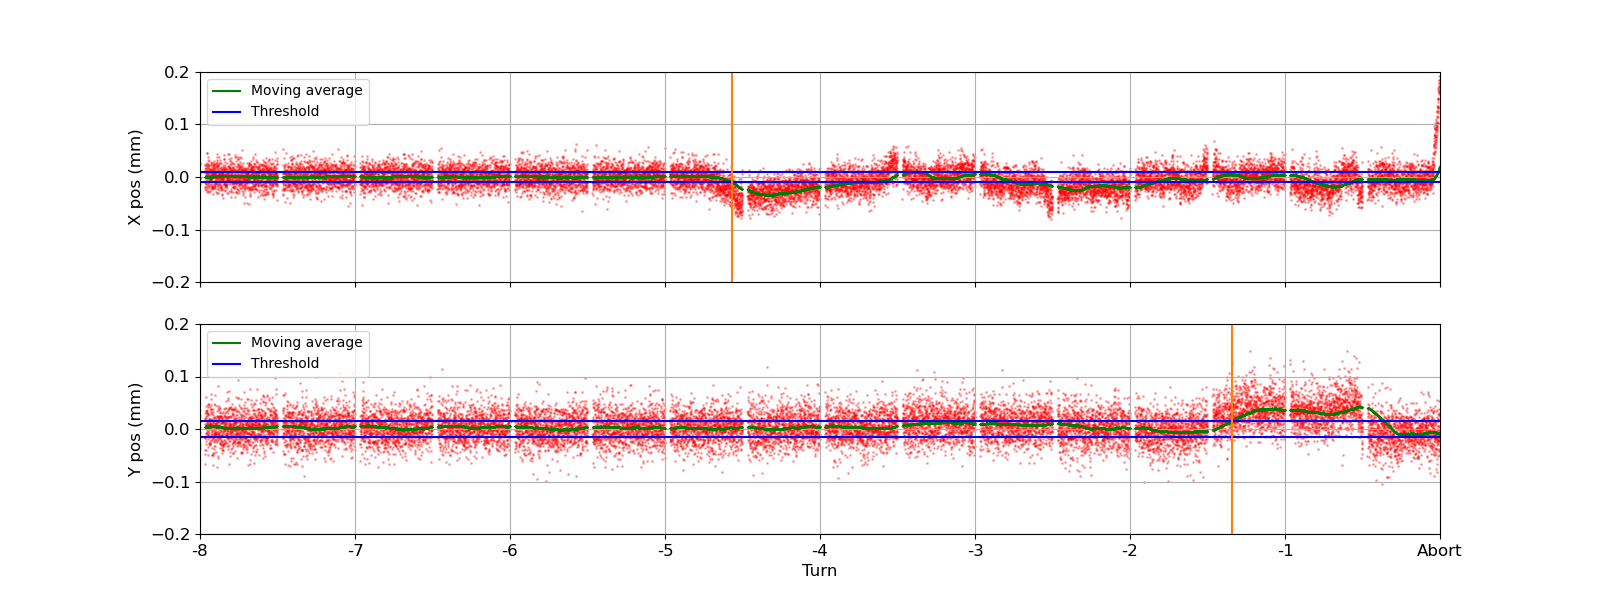 0.2
0.1
0.0
−0.1
−0.2
X pos (mm)
Moving average
Threshold
0.2
0.1
0.0
−0.1
−0.2
Y pos (mm)
Moving average
Threshold
-8 -7 -6 -5 -4 -3 -2 -1 Abort
Turn